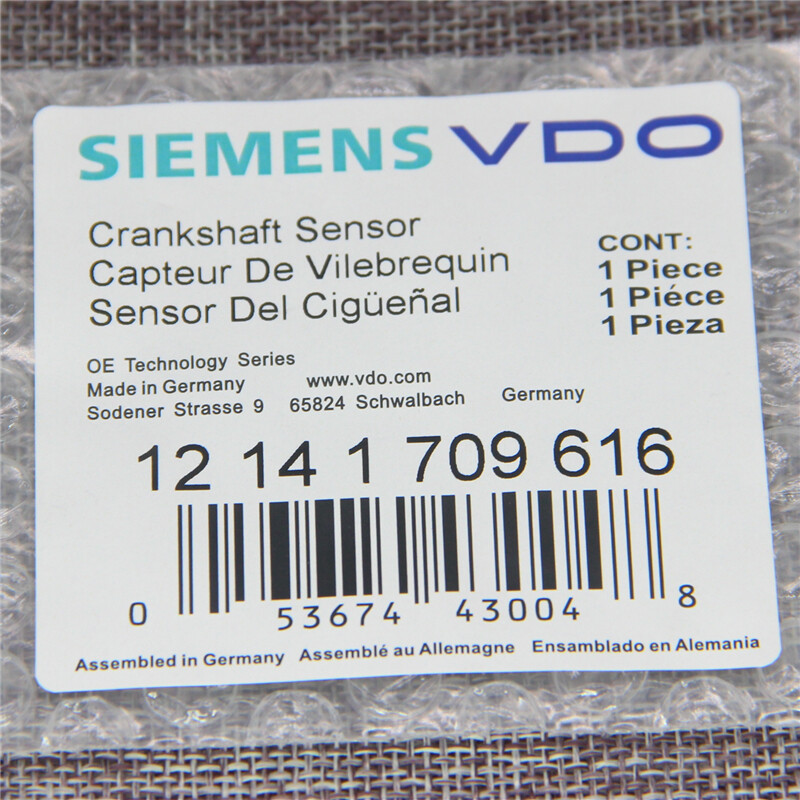 SIEMENS VDO
Crankshaft Sensor
Capteur De Vilebrequin
Sensor Del Cigüeñal
CONT:
1 Piece
1 Piéce
1 Pieza
OE Technology Series
Made in Germany www.vdo.com
Sodener Strasse 9 65824 Schwalbach Germany
12 14 1 709 616
0 53674 43004 8
Assembled in Germany Assemblé au Allemagne Ensamblado en Alemania